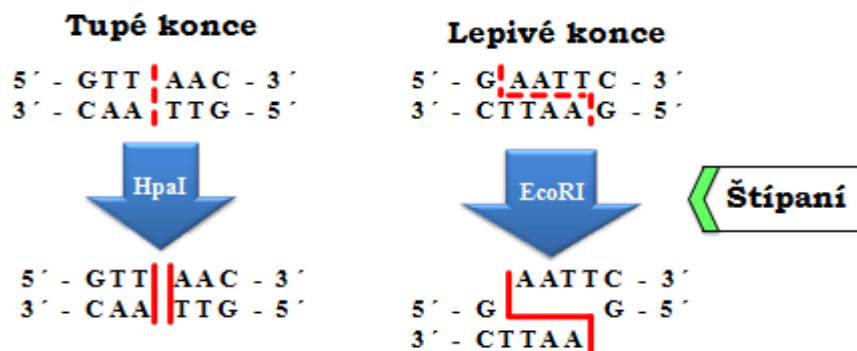 Tupé konce
5´ - GTT AAC - 3´
3´ - CAA TTG - 5´
HpaI
5´ - GTT AAC - 3´
3´ - CAA TTG - 5´
Lepivé konce
5´ - G AATTC - 3´
3´ - CTTAA G - 5´
EcoRI
AATTC - 3´
5´ - G G - 5´
3´ - CTTAA
Štípaní